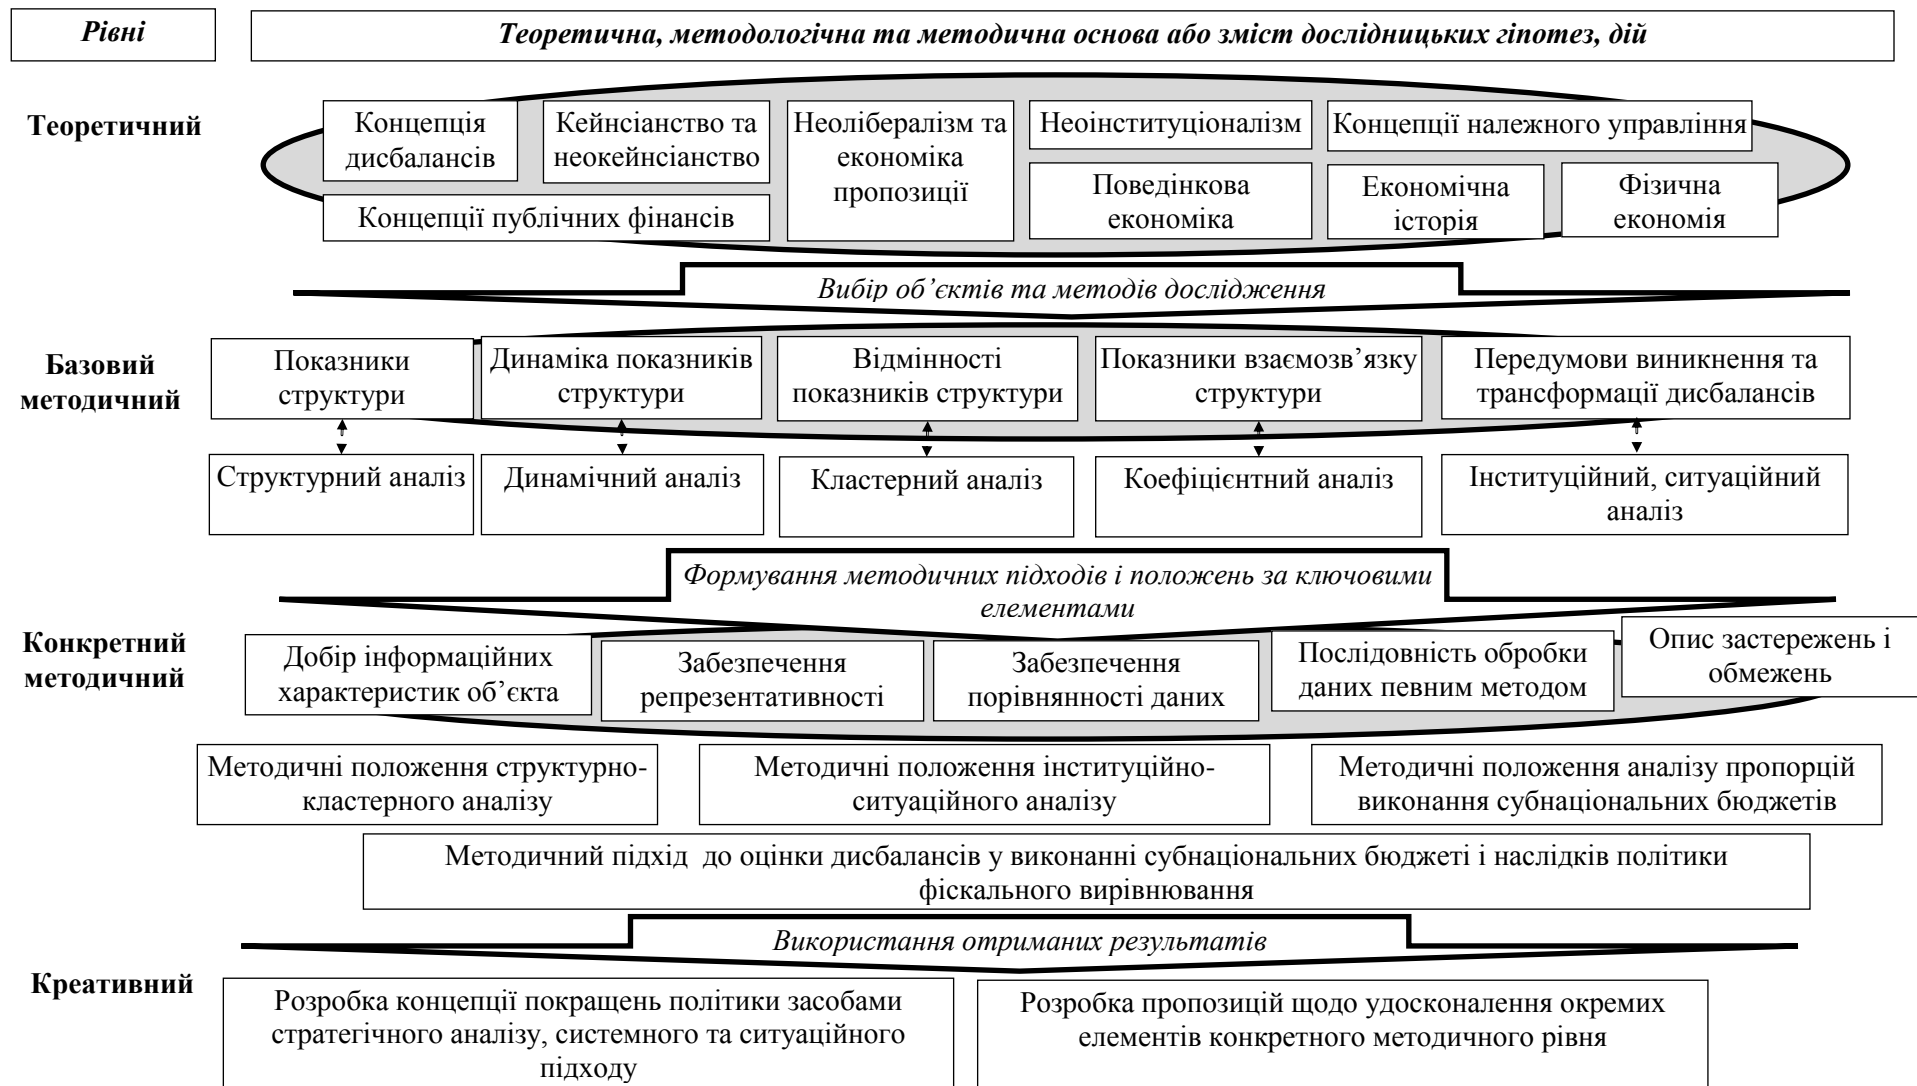 Рівні
Теоретична, методологічна та методична основа або зміст дослідницьких гіпотез, дій
Теоретичний
Концепція
дисбалансів
Кейнсіанство та
неокейнсіанство
Неолібералізм та
економіка
пропозиції
Неоінституціоналізм
Концепції належного управління
Концепції публічних фінансів
Поведінкова
економіка
Економічна
історія
Фізична
економія
Вибір об’єктів та методів дослідження
Базовий
методичний
Показники
структури
Динаміка показників
структури
Відмінності
показників структури
Показники взаємозв’язку
структури
Передумови виникнення та
трансформації дисбалансів
Структурний аналіз
Динамічний аналіз
Кластерний аналіз
Коефіцієнтний аналіз
Інституційний, ситуаційний
аналіз
Формування методичних підходів і положень за ключовими
елементами
Конкретний
методичний
Добір інформаційних
характеристик об’єкта
Забезпечення
репрезентативності
Забезпечення
порівнянності даних
Послідовність обробки
даних певним методом
Опис застережень і
обмежень
Методичні положення структурно-
кластерного аналізу
Методичні положення інституційно-
ситуаційного аналізу
Методичні положення аналізу пропорцій
виконання субнаціональних бюджетів
Методичний підхід  до оцінки дисбалансів у виконанні субнаціональних бюджеті і наслідків політики
фіскального вирівнювання
Використання отриманих результатів
Креативний
Розробка концепції покращень політики засобами
стратегічного аналізу, системного та ситуаційного
підходу
Розробка пропозицій щодо удосконалення окремих
елементів конкретного методичного рівня